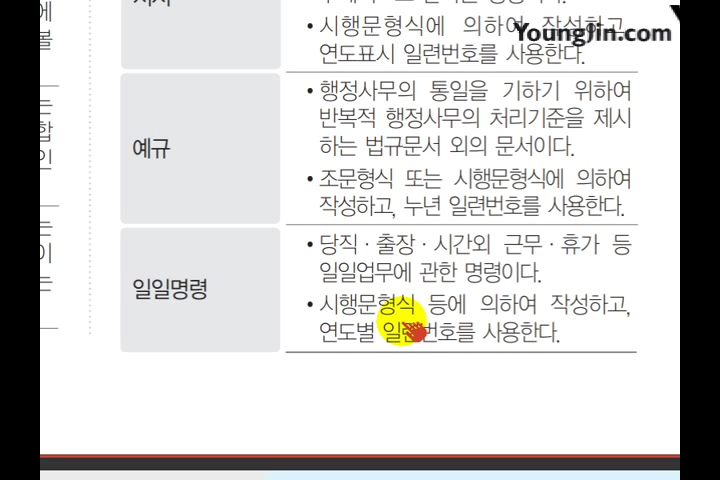 • 시행문형식에 의하여 작성하고,
YoungJin.com
연도표시 일련번호를 사용한다.
예규
• 행정사무의 통일을 기하기 위하여
반복적 행정사무의 처리기준을 제시
하는 법규문서 외의 문서이다.
• 조문형식 또는 시행문형식에 의하여
작성하고, 누년 일련번호를 사용한다.
일일명령
• 당직·출장·시간외 근무·휴가 등
일일업무에 관한 명령이다.
• 시행문형식 등에 의하여 작성하고,
연도별 일련번호를 사용한다.